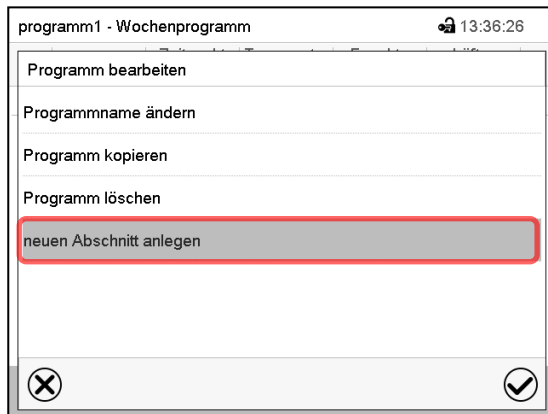 programm1 - Wochenprogramm 13:36:26
Programm bearbeiten
Programmname ändern
Programm kopieren
Programm löschen
neuen Abschnitt anlegen